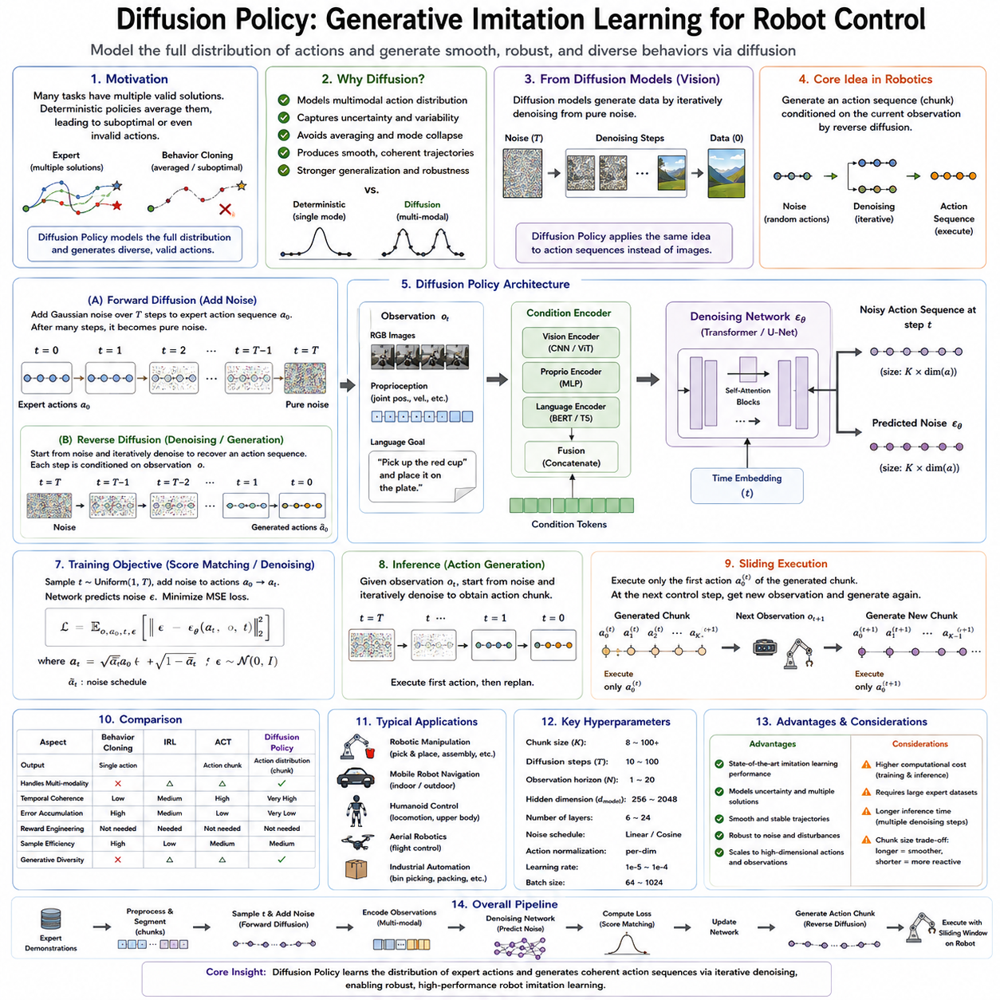 Diffusion Policy: Generative Imitation Learning for Robot Control
Model the full distribution of actions and generate smooth, robust, and diverse behaviors via diffusion
1. Motivation
Many tasks have multiple valid solutions.
Deterministic policies average them,
leading to suboptimal or even
invalid actions.
Expert
(multiple solutions)
Behavior Cloning
(averaged / suboptimal)
Diffusion Policy models the full distribution
and generates diverse, valid actions.
2. Why Diffusion?
Models multimodal action distribution
Captures uncertainty and variability
Avoids averaging and mode collapse
Produces smooth, coherent trajectories
Stronger generalization and robustness
vs.
Deterministic
(single mode)
Diffusion
(multi-modal)
3. From Diffusion Models (Vision)
Diffusion models generate data by iteratively
denoising from pure noise.
Noise (T)
Denoising Steps
Data (0)
...
Diffusion Policy applies the same idea
to action sequences instead of images.
4. Core Idea in Robotics
Generate an action sequence (chunk)
conditioned on the current observation
by reverse diffusion.
Noise
(random actions)
Denoising
(iterative)
Action
Sequence
(execute)
(A) Forward Diffusion (Add Noise)
Add Gaussian noise over T steps to expert action sequence a₀.
After many steps, it becomes pure noise.
t = 0 t = 1 t = 2 ... t = T−1 t = T
...
Expert actions a₀
Pure noise
(B) Reverse Diffusion (Denoising / Generation)
Start from noise and iteratively denoise to recover an action sequence.
Each step is conditioned on observation o.
t = T t = T−1 t = T−2 ... t = 1 t = 0
...
Noise
Generated actions â₀
5. Diffusion Policy Architecture
Observation oₜ
RGB Images
Proprioception
(joint pos., vel., etc.)
Language Goal
“Pick up the red cup”
and place it on
the plate.”
Condition Encoder
Vision Encoder
(CNN / ViT)
Proprio Encoder
(MLP)
Language Encoder
(BERT / T5)
Fusion
(Concatenate)
Condition Tokens
Denoising Network ϵθ
(Transformer / U-Net)
Self-Attention
Blocks
...
Time Embedding
(t)
Noisy Action Sequence at
step t
(size: K × dim(a))
Predicted Noise ϵθ
(size: K × dim(a))
7. Training Objective (Score Matching / Denoising)
Sample t ~ Uniform(1, T), add noise to actions a₀ → aₜ.
Network predicts noise ϵ. Minimize MSE loss.
ℒ = 𝔼ₒ,ₐ₀,ₜ,ϵ [‖ ϵ − ϵθ(aₜ, o, t)‖₂²]
where aₜ = √ᾱₜa₀ + √1 − ᾱₜ ϵ ~ 𝒩(0, I)
ᾱₜ : noise schedule
8. Inference (Action Generation)
Given observation oₜ, start from noise and
iteratively denoise to obtain action chunk.
t = T t ... t = 1 t = 0
Execute first action, then replan.
9. Sliding Execution
Execute only the first action a₀⁽ᵗ⁾ of the generated chunk.
At the next control step, get new observation and generate again.
Generated Chunk
a₀⁽ᵗ⁾ a₁⁽ᵗ⁾ a₂⁽ᵗ⁾ ...
Execute
only a₀⁽ᵗ⁾
Next Observation oₜ₊₁
Generate New Chunk
a₀⁽ᵗ⁺¹⁾ a₁⁽ᵗ⁺¹⁾ ... aK₋₁⁽ᵗ⁺¹⁾
...
only a₀⁽ᵗ⁺¹⁾
Execute
10. Comparison
Aspect Behavior Cloning IRL ACT Diffusion Policy
Output Single action Action chunk Action distribution (chunk)
Handles Multi-modality ✕ △ △ ✓
Temporal Coherence Low Medium High Very High
Error Accumulation High Medium Low Very Low
Reward Engineering Not needed Needed Not needed Not needed
Sample Efficiency High Low Medium Medium
Generative Diversity ✕ △ △ ✓
11. Typical Applications
Robotic Manipulation
(pick & place, assembly, etc.)
Mobile Robot Navigation
(indoor / outdoor)
Humanoid Control
(locomotion, upper body)
Aerial Robotics
(flight control)
Industrial Automation
(bin picking, packing, etc.)
12. Key Hyperparameters
Chunk size (K): 8 ~ 100+
Diffusion steps (T): 10 ~ 100
Observation horizon (N): 1 ~ 20
Hidden dimension (d_model): 256 ~ 2048
Number of layers: 6 ~ 24
Noise schedule: Linear / Cosine
Action normalization: per-dim
Learning rate: 1e-5 ~ 1e-4
Batch size: 64 ~ 1024
13. Advantages & Considerations
Advantages
State-of-the-art imitation learning
performance
Models uncertainty and multiple
solutions
Smooth and stable trajectories
Robust to noise and disturbances
Scales to high-dimensional actions
and observations
Considerations
Higher computational cost
(training & inference)
Requires large expert datasets
Longer inference time
(multiple denoising steps)
Chunk size trade-off:
longer = smoother,
shorter = more reactive
14. Overall Pipeline
Expert
Demonstrations
Preprocess &
Segment
(chunks)
Sample t & Add Noise
(Forward Diffusion)
Encode Observations
(Multi-modal)
Denoising Network
(Predict Noise)
Compute Loss
(Score Matching)
Update
Network
Generate Action Chunk
(Reverse Diffusion)
Execute with
Slliding Window
on Robot
Core Insight: Diffusion Policy learns the distribution of expert actions and generates coherent action sequences via iterative denoising,
enabling robust, high-performance robot imitation learning.